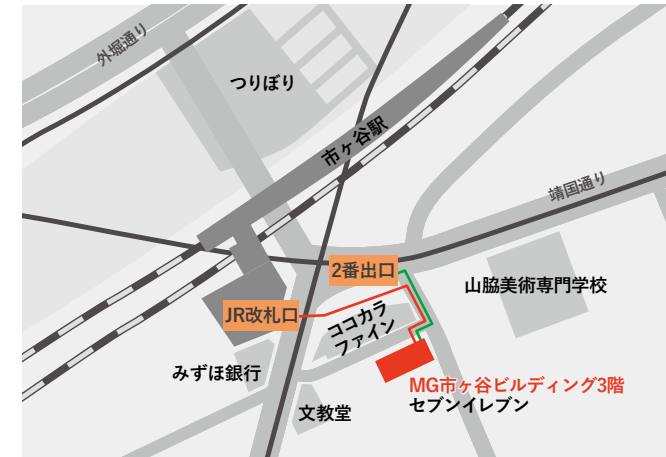 外堀通り
つりぼり
市ヶ谷駅
靖国通り
2番出口
山脇美術専門学校
JR改札口
ココカラ
ファイン
みずほ銀行
MG市ヶ谷ビルディング3階
セブンイレブン
文教堂